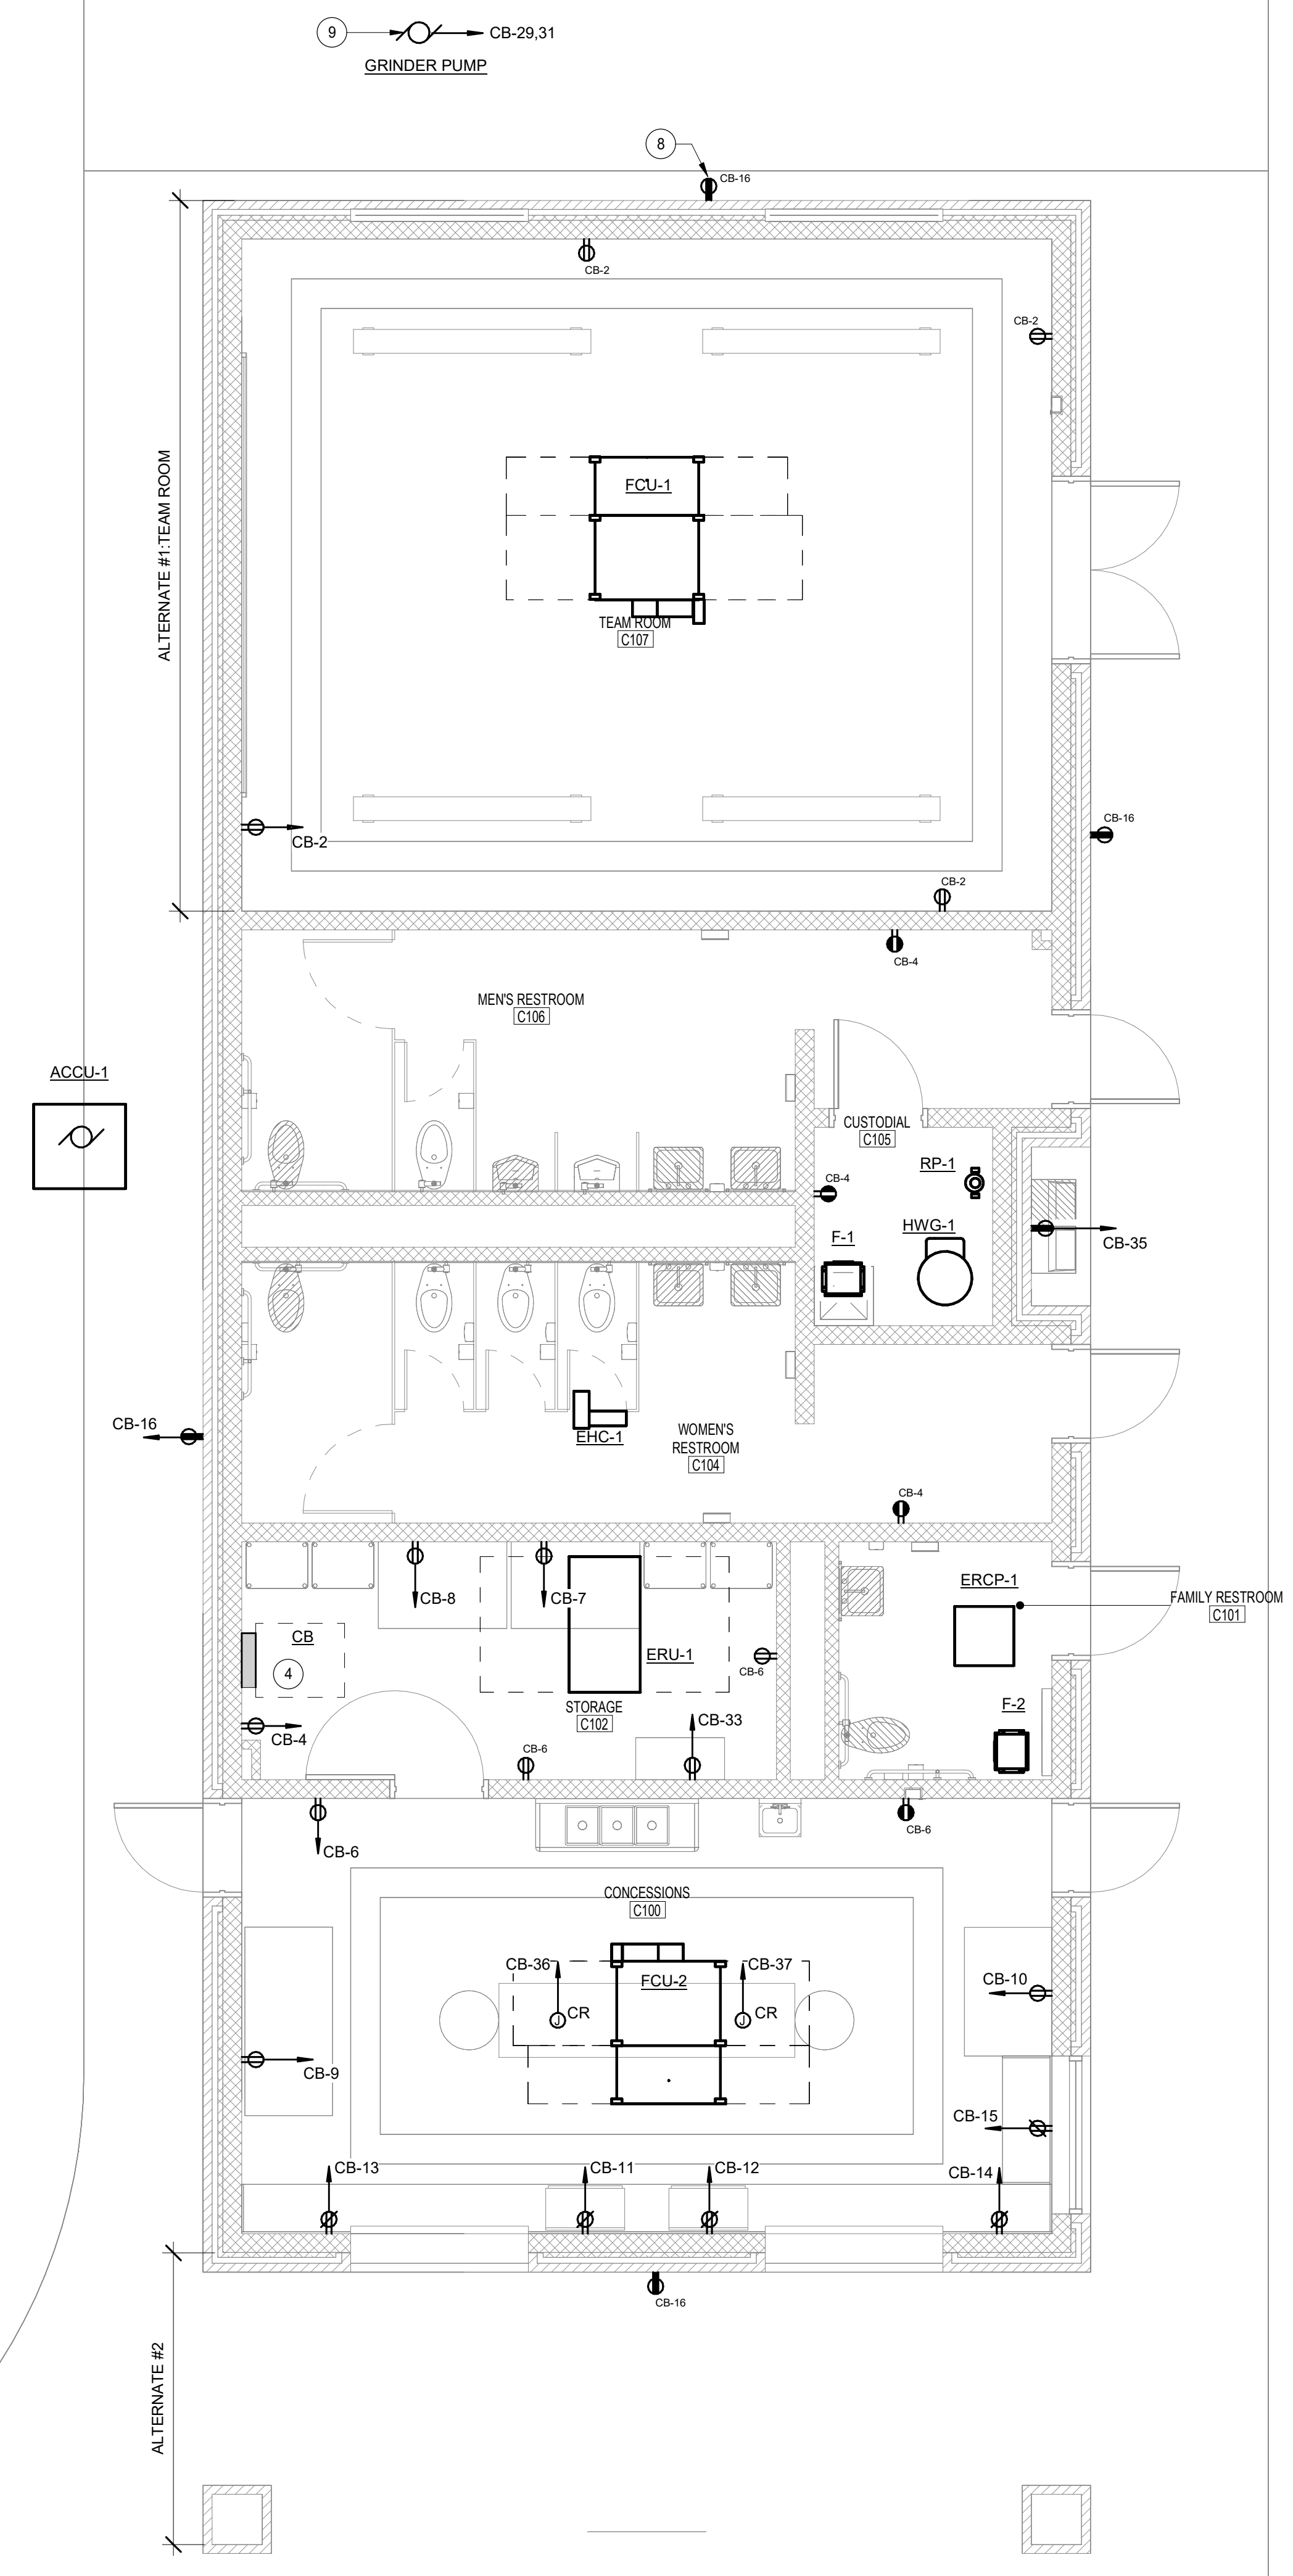 9
CB-29,31
GRINDER PUMP
8
CB-16
CB-2
CB-2
ALTERNATE #1:TEAM ROOM
FCU-1
TEAM ROOM
C107
CB-2
CB-16
CB-2
CB-4
MEN'S RESTROOM
C106
ACCU-1
CUSTODIAL
C105
RP-1
CB-4
F-1
HWG-1
CB-35
CB-16
EHC-1
WOMEN'S
RESTROOM
C104
CB-4
CB-8
CB-7
ERCP-1
FAMILY RESTROOM
C101
CB
4
ERU-1
CB-6
STORAGE
C102
F-2
CB-4
CB-33
CB-6
CB-6
CB-6
CONCESSIONS
C100
CB-36
CB-37
FCU-2
CB-10
J
CR
J
CR
CB-9
CB-15
CB-13
CB-11
CB-12
CB-14
CB-16
ALTERNATE #2